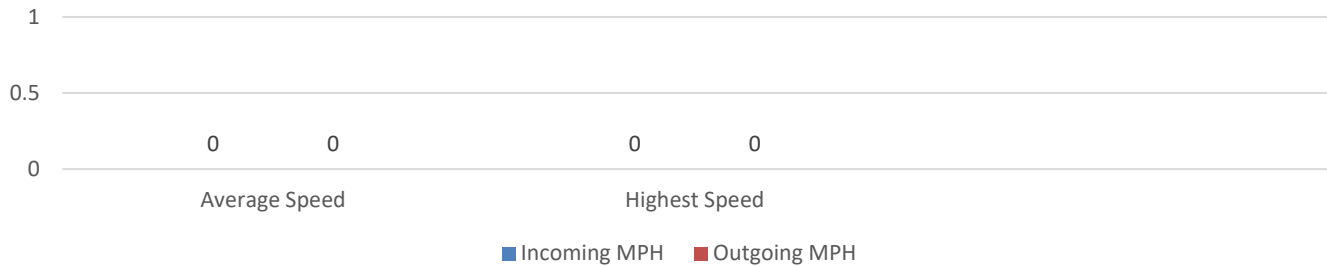 1
0.5
0 0 0 0
0
Average Speed Highest Speed
Incoming MPH Outgoing MPH